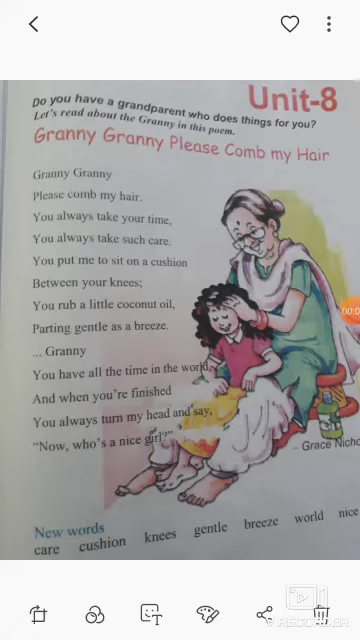 Do you have a grandparent who does things for you?
Unit-8
Let's read about the Granny in this poem.
Granny Granny Please Comb my Hair
Granny Granny
Please comb my hair.
You always take your time,
You always take such care.
You put me to sit on a cushion
Between your knees;
You rub a little coconut oil,
Parting gentle as a breeze.
... Granny
You have all the time in the world,
And when you're finished
You always turn my head and say,
"Now, who's a nice girl?"
– Grace Nicho
New words
care cushion knees gentle breeze world nice
00:0
V RECORDER